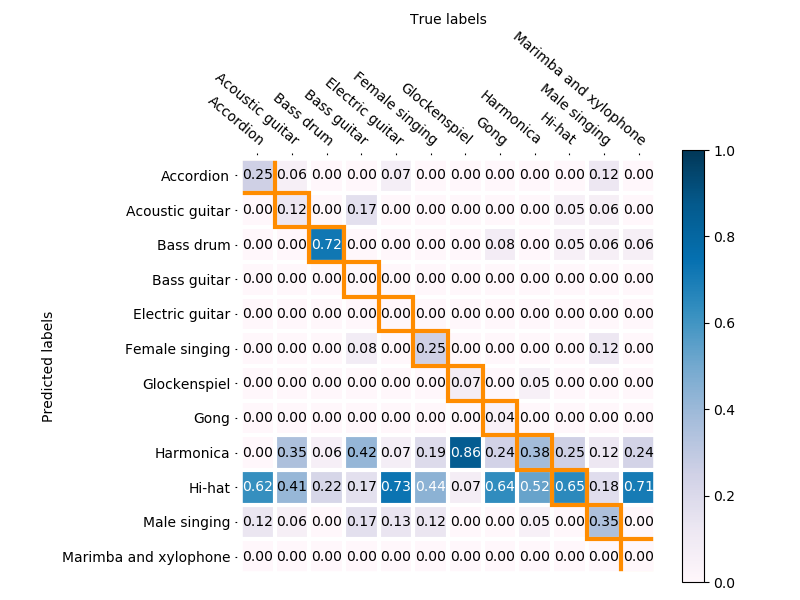 True labels
Accordion
Acoustic guitar
Bass drum
Bass guitar
Electric guitar
Female singing
Glockenspiel
Gong
Harmonica
Hi-hat
Male singing
Marimba and xylophone
Predicted labels
Accordion 0.25 0.06 0.00 0.00 0.07 0.00 0.00 0.00 0.00 0.00 0.12 0.00
Acoustic guitar 0.00 0.12 0.00 0.17 0.00 0.00 0.00 0.00 0.00 0.05 0.06 0.00
Bass drum 0.00 0.00 0.72 0.00 0.00 0.00 0.00 0.08 0.00 0.05 0.06 0.06
Bass guitar 0.00 0.00 0.00 0.00 0.00 0.00 0.00 0.00 0.00 0.00 0.00 0.00
Electric guitar 0.00 0.00 0.00 0.00 0.00 0.00 0.00 0.00 0.00 0.00 0.00 0.00
Female singing 0.00 0.00 0.00 0.08 0.00 0.25 0.00 0.00 0.00 0.00 0.12 0.00
Glockenspiel 0.00 0.00 0.00 0.00 0.00 0.00 0.07 0.00 0.05 0.00 0.00 0.00
Gong 0.00 0.00 0.00 0.00 0.00 0.00 0.00 0.04 0.00 0.00 0.00 0.00
Harmonica 0.00 0.35 0.06 0.42 0.07 0.19 0.86 0.24 0.38 0.25 0.12 0.24
Hi-hat 0.62 0.41 0.22 0.17 0.73 0.44 0.07 0.64 0.52 0.65 0.18 0.71
Male singing 0.12 0.06 0.00 0.17 0.13 0.12 0.00 0.00 0.05 0.00 0.35 0.00
Marimba and xylophone 0.00 0.00 0.00 0.00 0.00 0.00 0.00 0.00 0.00 0.00 0.00 0.00
1.0
0.8
0.6
0.4
0.2
0.0